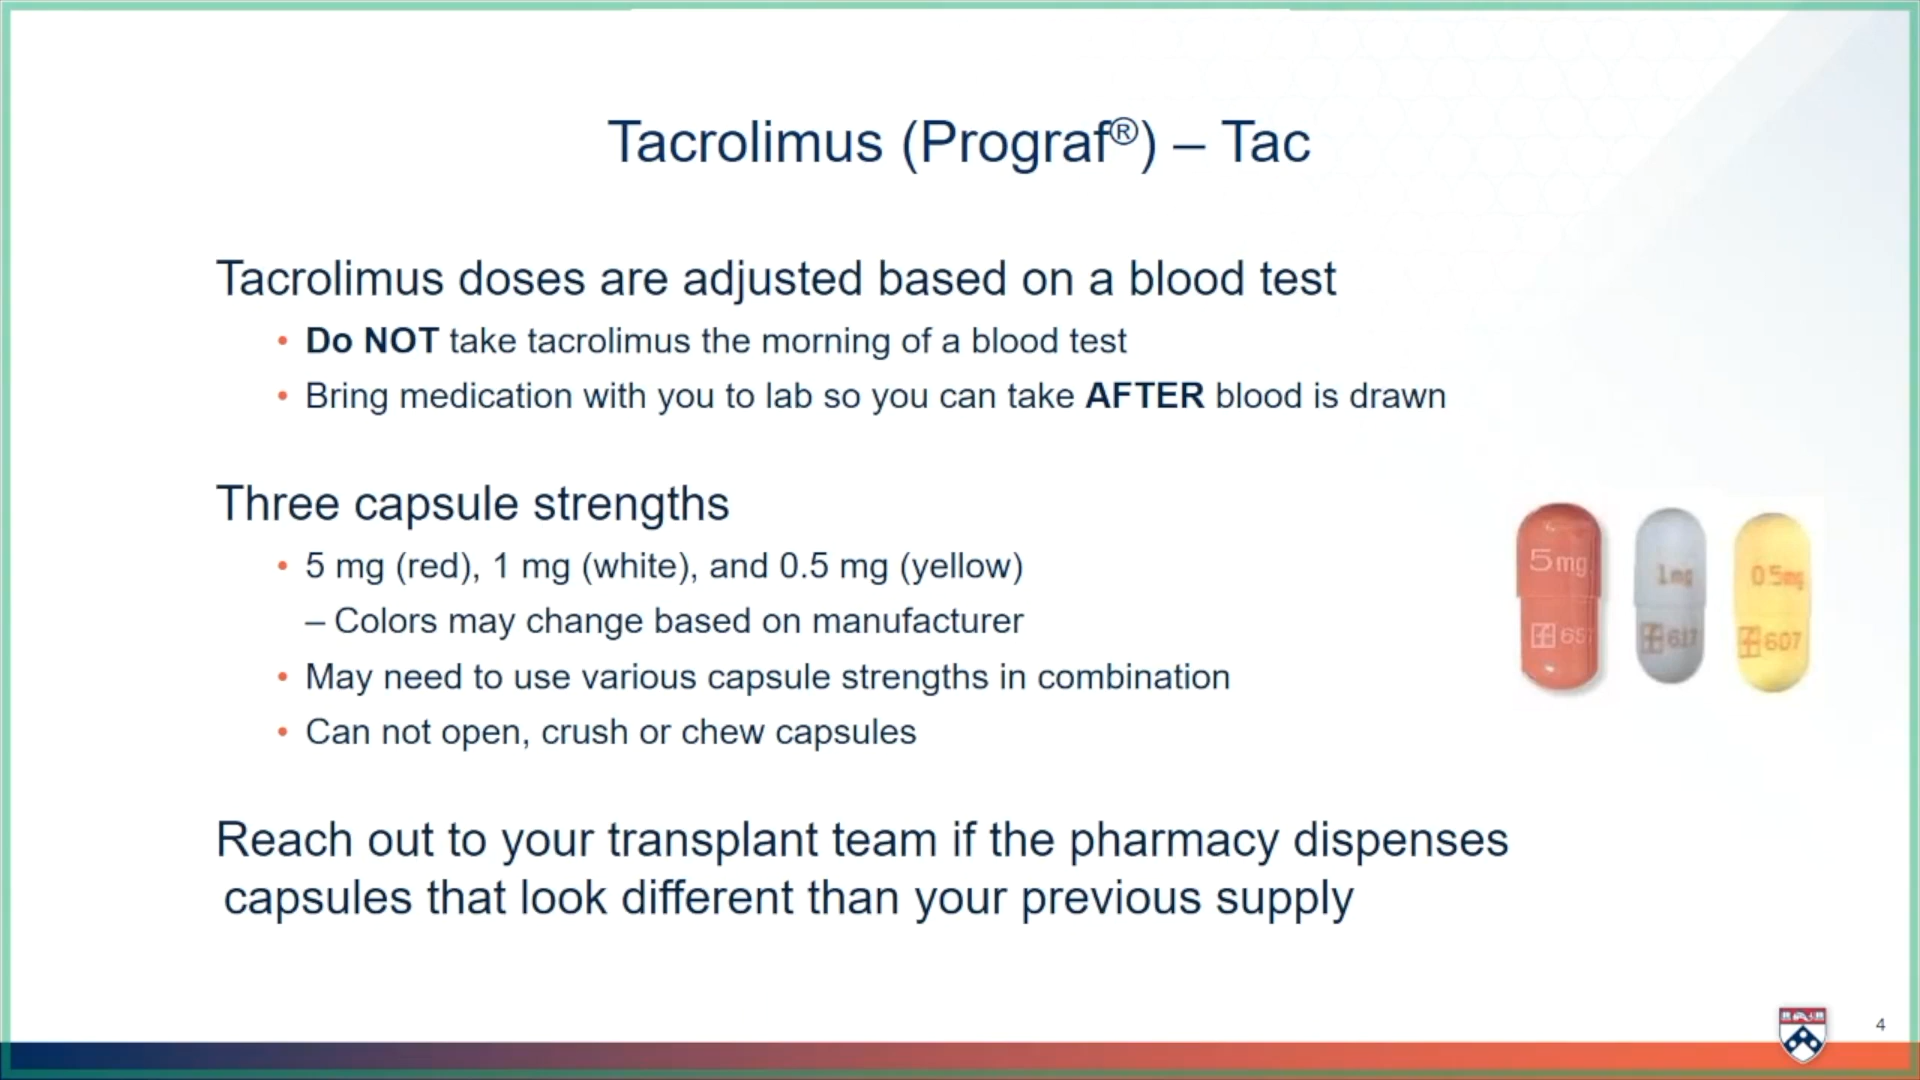 Tacrolimus (Prograf®) – Tac
Tacrolimus doses are adjusted based on a blood test
• Do NOT take tacrolimus the morning of a blood test
• Bring medication with you to lab so you can take AFTER blood is drawn
Three capsule strengths
• 5 mg (red), 1 mg (white), and 0.5 mg (yellow)
– Colors may change based on manufacturer
• May need to use various capsule strengths in combination
• Can not open, crush or chew capsules
5mg
657
1mg
617
0.5mg
607
Reach out to your transplant team if the pharmacy dispenses
capsules that look different than your previous supply
4